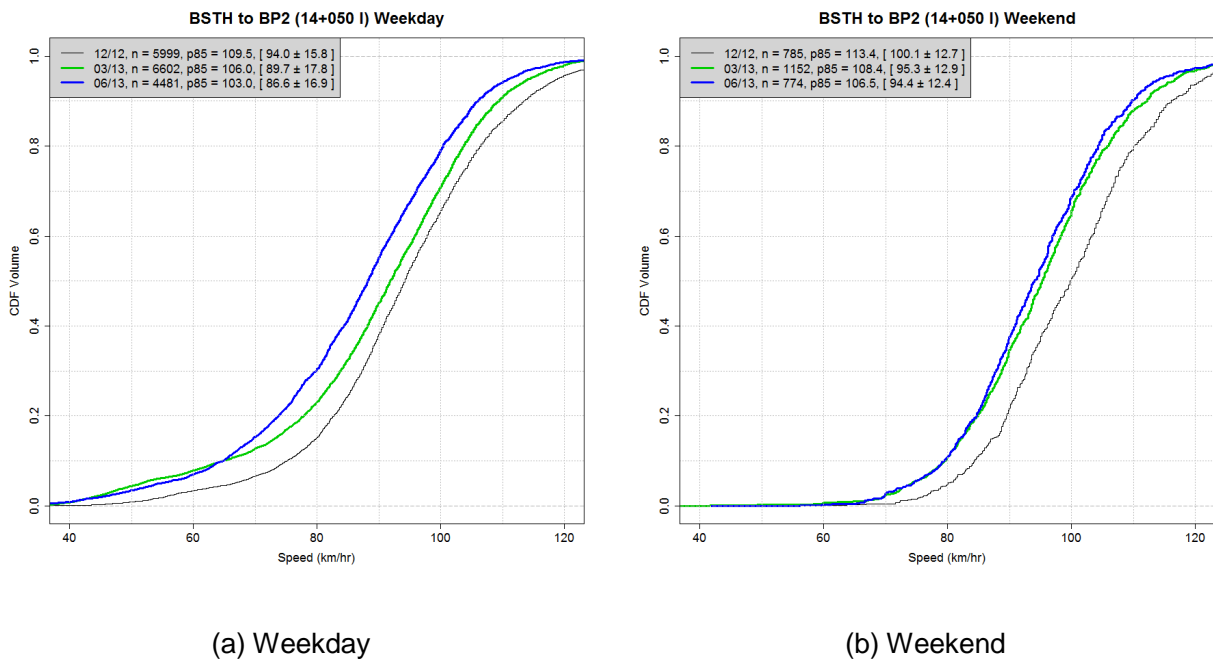 BSTH to BP2 (14+050 I) Weekday
12/12, n = 5999, p85 = 109.5, [ 94.0 ± 15.8 ]
03/13, n = 6602, p85 = 106.0, [ 89.7 ± 17.8 ]
06/13, n = 4481, p85 = 103.0, [ 86.6 ± 16.9 ]
CDF Volume
1.0
0.8
0.6
0.4
0.2
0.0
40 60 80 100 120
Speed (km/hr)
(a) Weekday
BSTH to BP2 (14+050 I) Weekend
12/12, n = 785, p85 = 113.4, [ 100.1 ± 12.7 ]
03/13, n = 1152, p85 = 108.4, [ 95.3 ± 12.9 ]
06/13, n = 774, p85 = 106.5, [ 94.4 ± 12.4 ]
CDF Volume
1.0
0.8
0.6
0.4
0.2
0.0
40 60 80 100 120
Speed (km/hr)
(b) Weekend